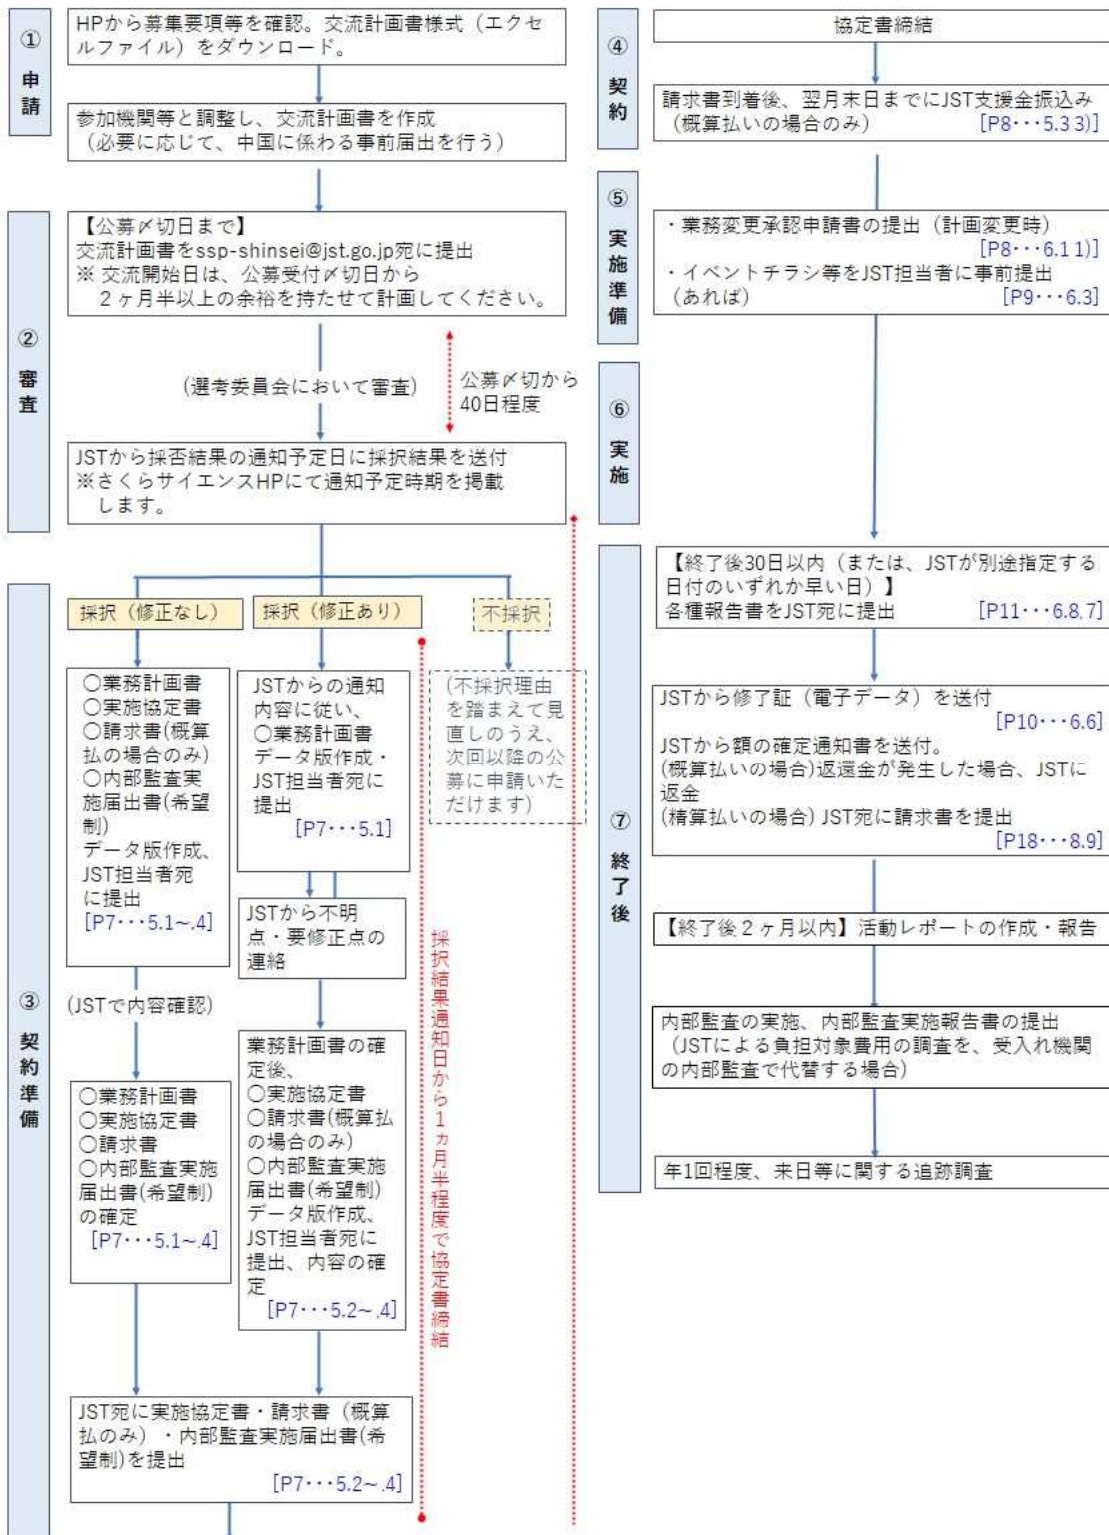 ①
申
請
HPから募集要項等を確認。交流計画書様式（エクセ
ルファイル）をダウンロード。
参加機関等と調整し、交流計画書を作成
（必要に応じて、中国に係わる事前届出を行う）
②
審
査
【公募〆切日まで】
交流計画書をssp-shinsei@jst.go.jp宛に提出
※ 交流開始日は、公募受付〆切日から
２ヶ月半以上の余裕を持たせて計画してください。
(選考委員会において審査)
公募〆切から
40日程度
JSTから採否結果の通知予定日に採択結果を送付
※さくらサイエンスHPにて通知予定時期を掲載
します。
③
契
約
準
備
採択（修正なし）
採択（修正あり）
不採択
〇業務計画書
〇実施協定書
〇請求書(概算
払の場合のみ)
〇内部監査実
施届出書(希望
制)
データ版作成、
JST担当者宛
に提出
[P7･･･5.1~.4]
(JSTで内容確認)
〇業務計画書
〇実施協定書
〇請求書
〇内部監査実施
届出書(希望制)
の確定
[P7･･･5.1~.4]
JSTからの通知
内容に従い、
〇業務計画書
データ版作成・
JST担当者宛に
提出
[P7･･･5.1]
JSTから不明
点・要修正点の
連絡
業務計画書の確
定後、
〇実施協定書
〇請求書(概算払
の場合のみ)
〇内部監査実施
届出書(希望制)
データ版作成、
JST担当者宛に
提出、内容の確
定
[P7･･･5.2~.4]
(不採択理由
を踏まえて見
直しのうえ、
次回以降の公
募に申請いた
だけます)
採択結果通知日から１ヵ月半程度で協定書締結
JST宛に実施協定書・請求書（概算
払のみ）・内部監査実施届出書(希
望制)を提出
[P7･･･5.2~.4]
④
契
約
協定書締結
請求書到着後、翌月末日までにJST支援金振込み
（概算払いの場合のみ） [P8･･･5.3 3)]
⑤
実
施
準
備
・業務変更承認申請書の提出（計画変更時）
[P8･･･6.1 1)]
・イベントチラシ等をJST担当者に事前提出
（あれば） [P9･･･6.3]
⑥
実
施
⑦
終
了
後
【終了後30日以内（または、JSTが別途指定する
日付のいずれか早い日）】
各種報告書をJST宛に提出 [P11･･･6.8,7]
JSTから修了証（電子データ）を送付
[P10･･･6.6]
JSTから額の確定通知書を送付。
(概算払いの場合)返還金が発生した場合、JSTに
返金
(精算払いの場合) JST宛に請求書を提出
[P18･･･8.9]
【終了後２ヶ月以内】活動レポートの作成・報告
内部監査の実施、内部監査実施報告書の提出
（JSTによる負担対象費用の調査を、受入れ機関
の内部監査で代替する場合）
年1回程度、来日等に関する追跡調査